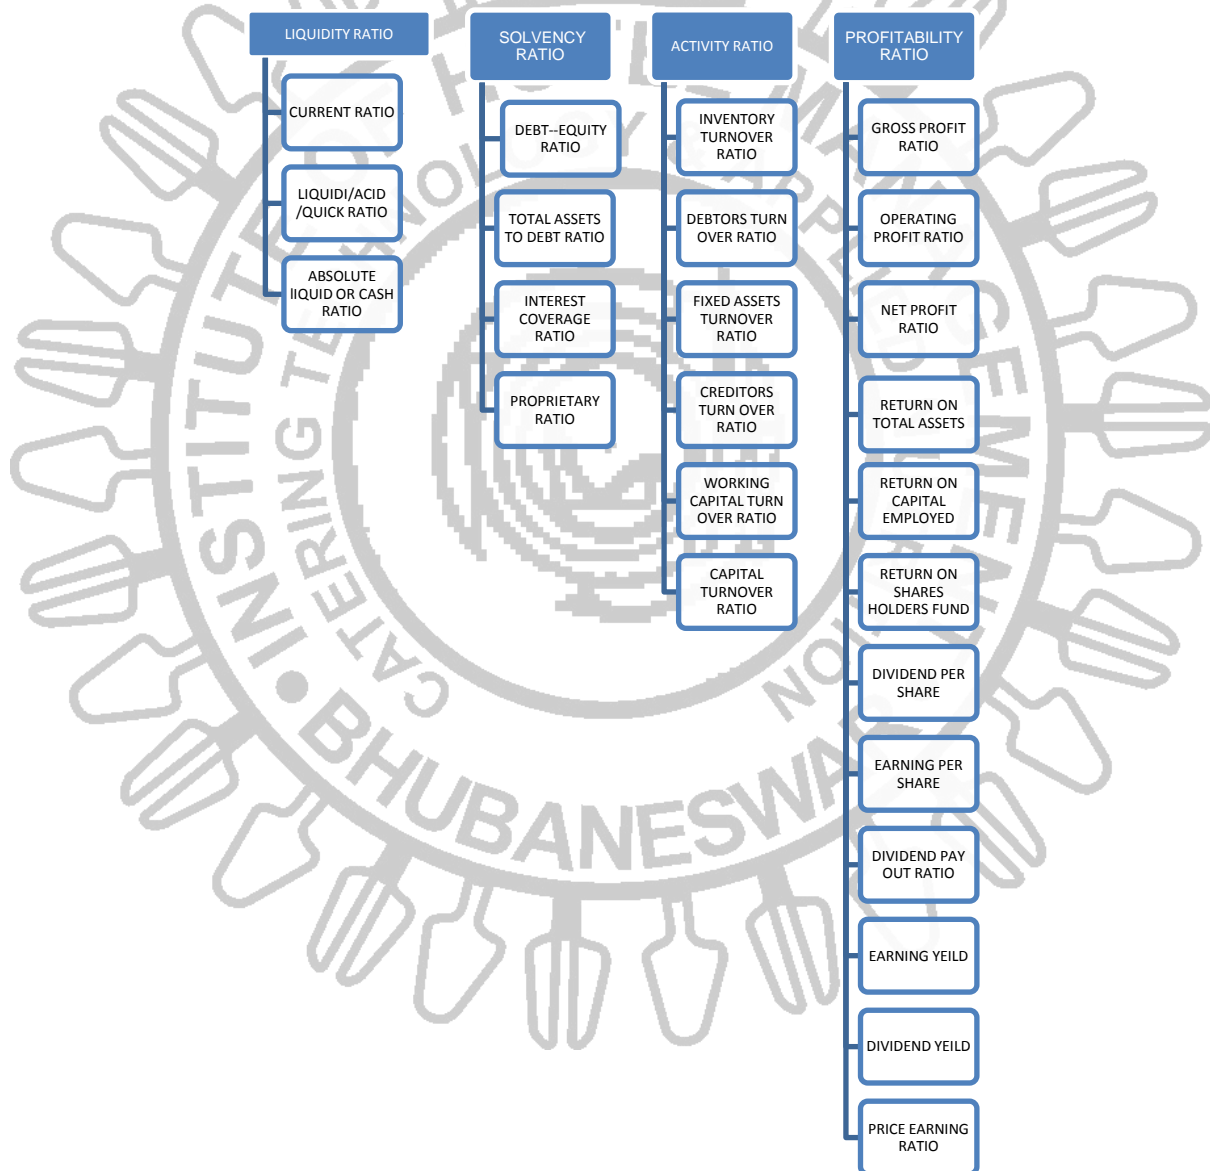 LIQUIDITY RATIO
CURRENT RATIO
LIQUIDI/ACID
/QUICK RATIO
ABSOLUTE
lIQUID OR CASH
RATIO
SOLVENCY
RATIO
DEBT--EQUITY
RATIO
TOTAL ASSETS
TO DEBT RATIO
INTEREST
COVERAGE
RATIO
PROPRIETARY
RATIO
ACTIVITY RATIO
INVENTORY
TURNOVER
RATIO
DEBTORS TURN
OVER RATIO
FIXED ASSETS
TURNOVER
RATIO
CREDITORS
TURN OVER
RATIO
WORKING
CAPITAL TURN
OVER RATIO
CAPITAL
TURNOVER
RATIO
PROFITABILITY
RATIO
GROSS PROFIT
RATIO
OPERATING
PROFIT RATIO
NET PROFIT
RATIO
RETURN ON
TOTAL ASSETS
RETURN ON
CAPITAL
EMPLOYED
RETURN ON
SHARES
HOLDERS FUND
DIVIDEND PER
SHARE
EARNING PER
SHARE
DIVIDEND PAY
OUT RATIO
EARNING YEILD
DIVIDEND YEILD
PRICE EARNING
RATIO
INSTITUTE
BHUBANESWAR
CATERING